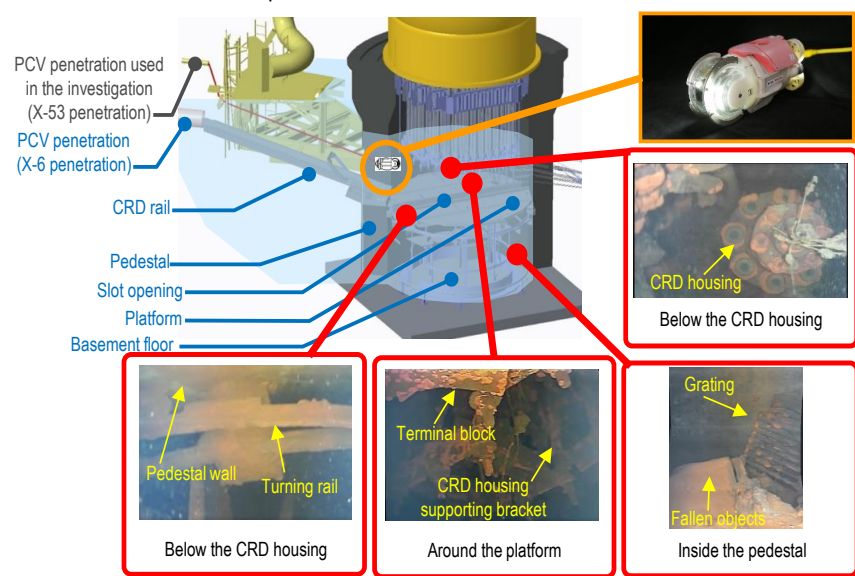 PCV penetration used
in the investigation
(X-53 penetration)
PCV penetration
(X-6 penetration)
CRD rail
Pedestal
Slot opening
Platform
Basement floor
CRD housing
Below the CRD housing
Pedestal wall
Turning rail
Below the CRD housing
Terminal block
CRD housing
supporting bracket
Around the platform
Grating
Fallen objects
Inside the pedestal